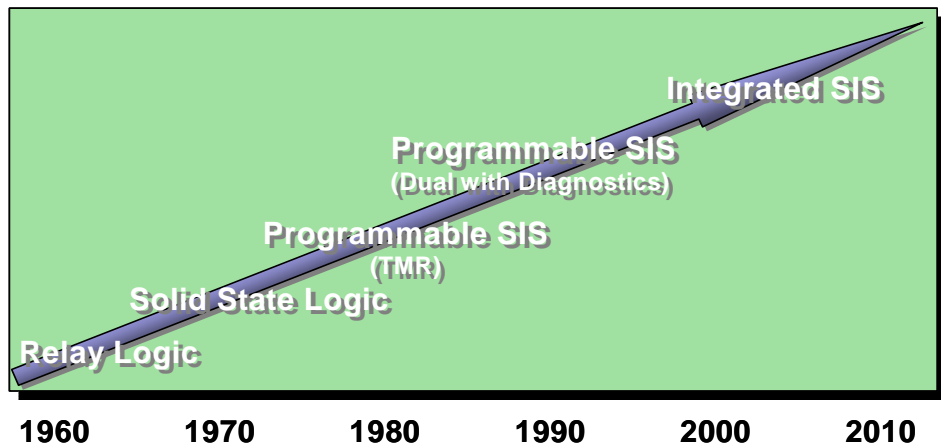 Integrated SIS
Programmable SIS
(Dual with Diagnostics)
Programmable SIS
(TMR)
Solid State Logic
Relay Logic
1960 1970 1980 1990 2000 2010